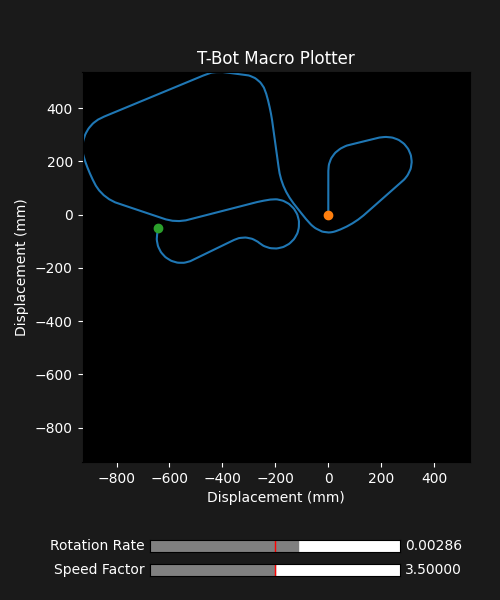 T-Bot Macro Plotter
Displacement (mm)
400
200
0
−200
−400
−600
−800
−800 −600 −400 −200 0 200 400
Displacement (mm)
Rotation Rate 0.00286
Speed Factor 3.50000